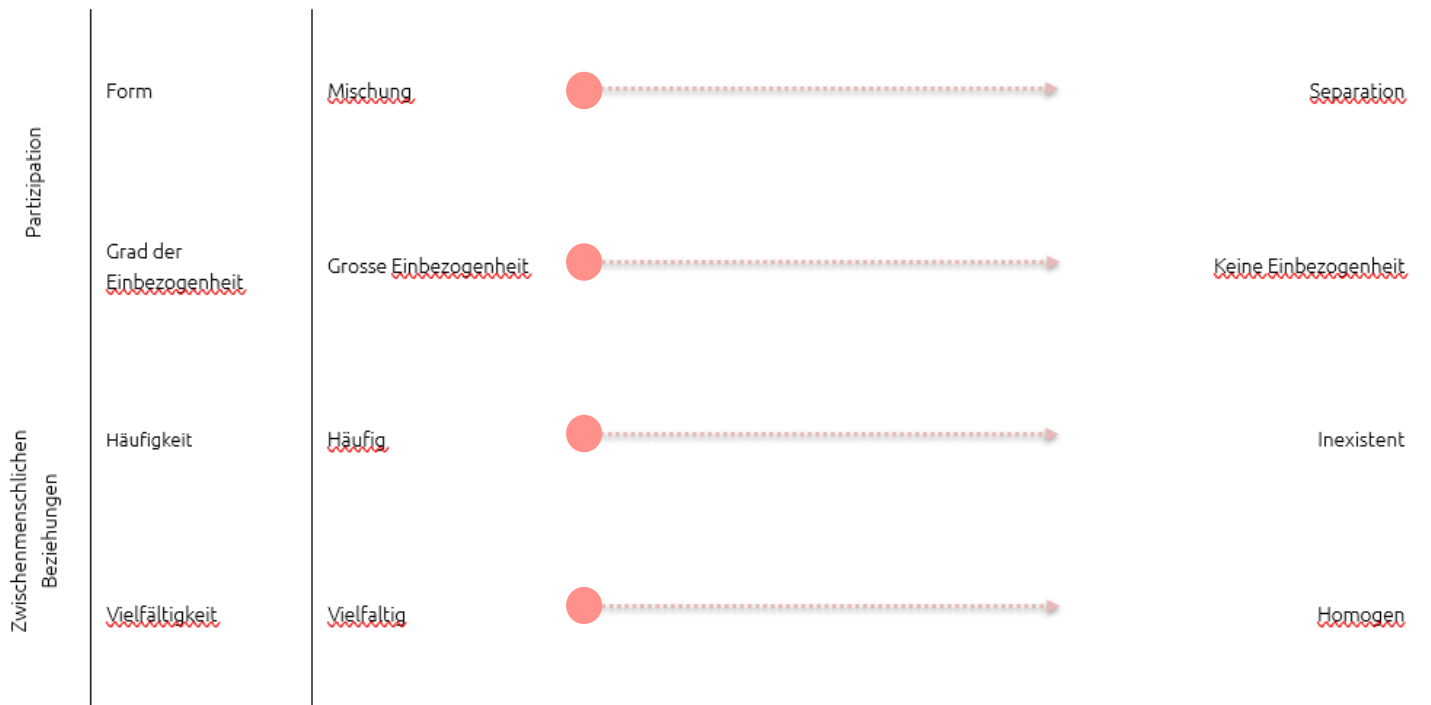 Partizipation
Form
Mischung
Separation
Grad der
Einbezogenheit
Grosse Einbezogenheit
Keine Einbezogenheit
Zwischenmenschlichen
Beziehungen
Häufigkeit
Häufig
Inexistent
Vielfältigkeit
Vielfaltig
Homogen